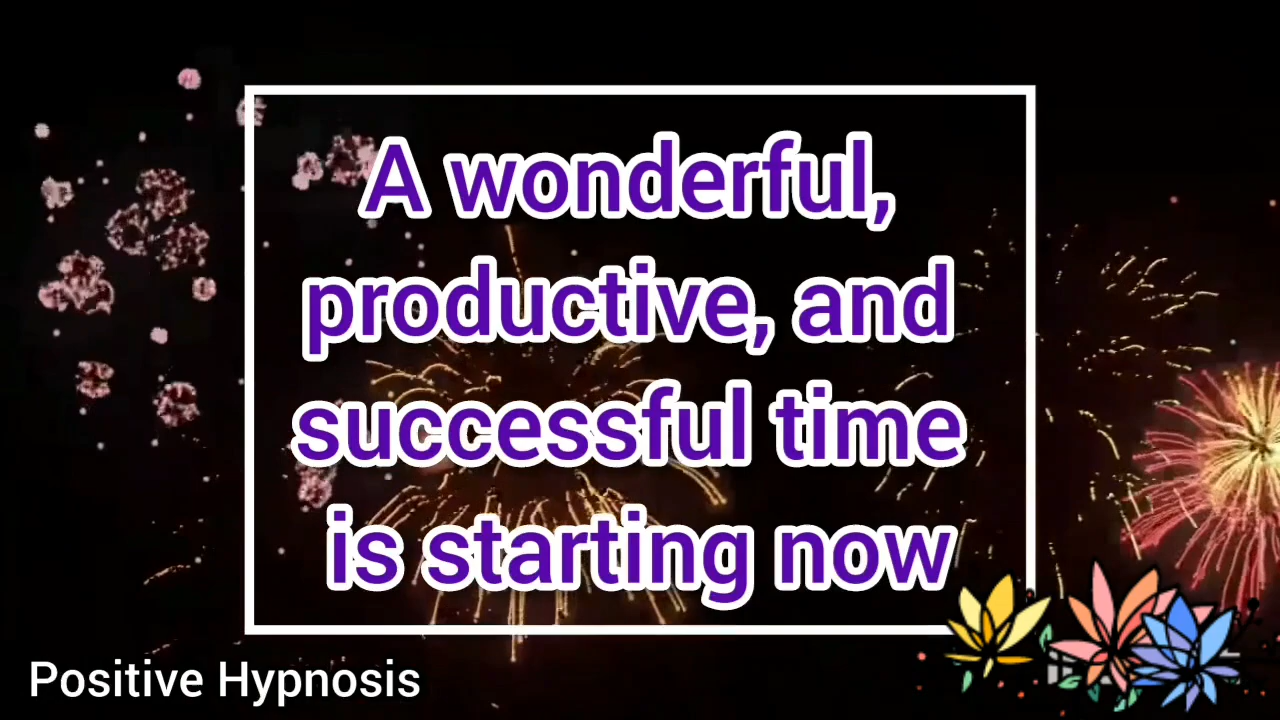 A wonderful,
productive, and
successful time
is starting now
Positive Hypnosis